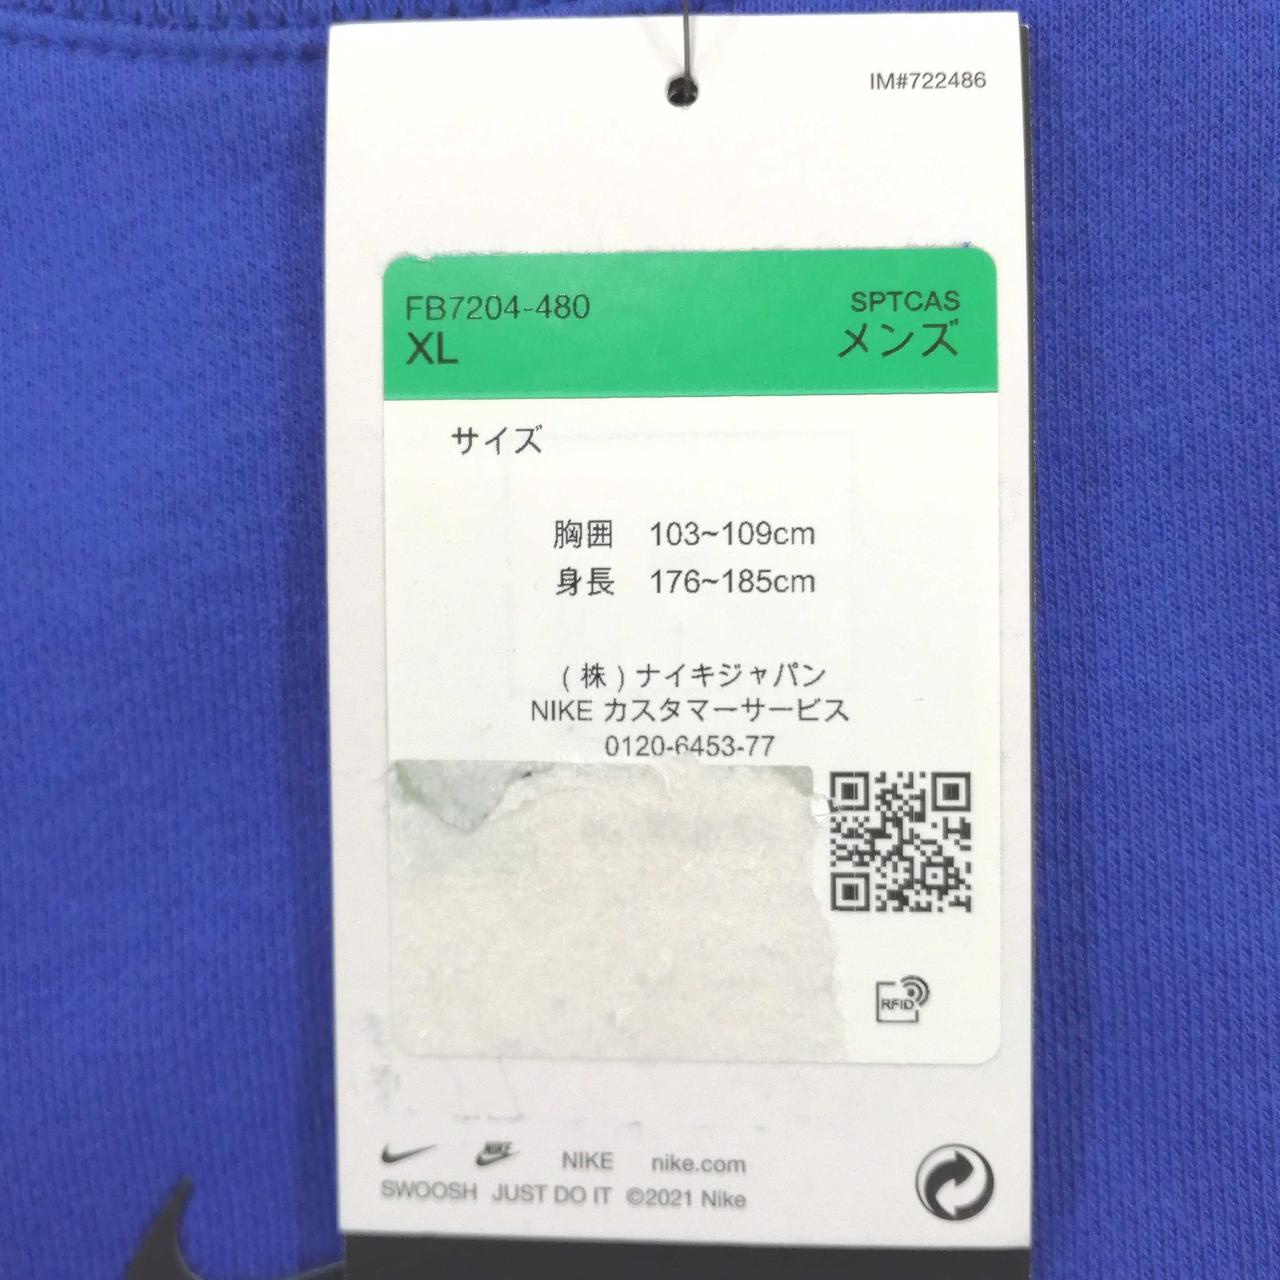 IM#722486
FB7204-480
SPTCAS
XL
メンズ
サイズ
胸囲 103~109cm
身長 176~185cm
(株)ナイキジャパン
NIKE カスタマーサービス
0120-6453-77
RFID
NIKE NIKE nike.com
SWOOSH JUST DO IT ©2021 Nike